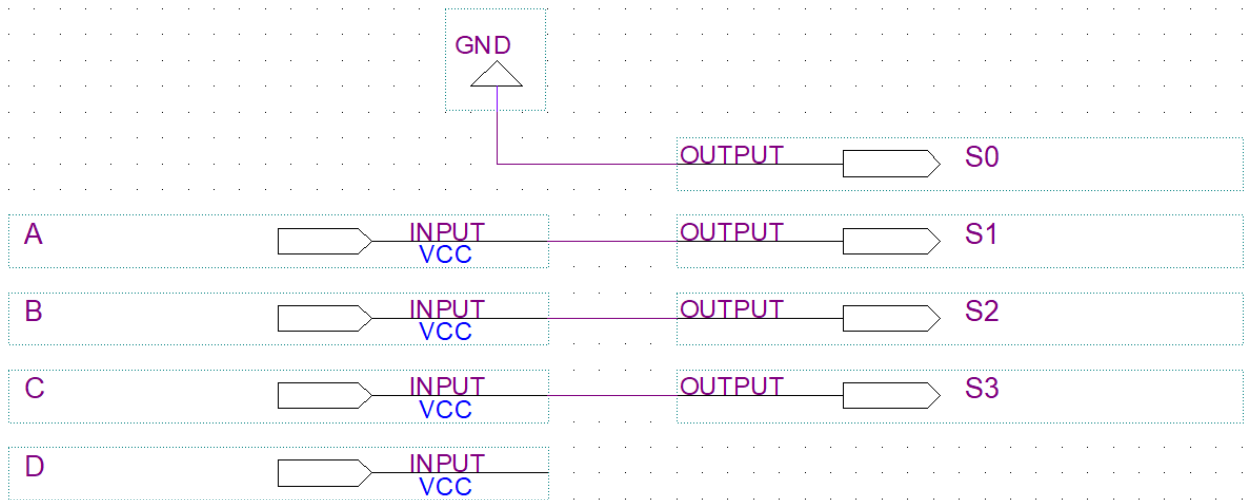 GND
OUTPUT S0
A INPUT VCC OUTPUT S1
B INPUT VCC OUTPUT S2
C INPUT VCC OUTPUT S3
D INPUT VCC